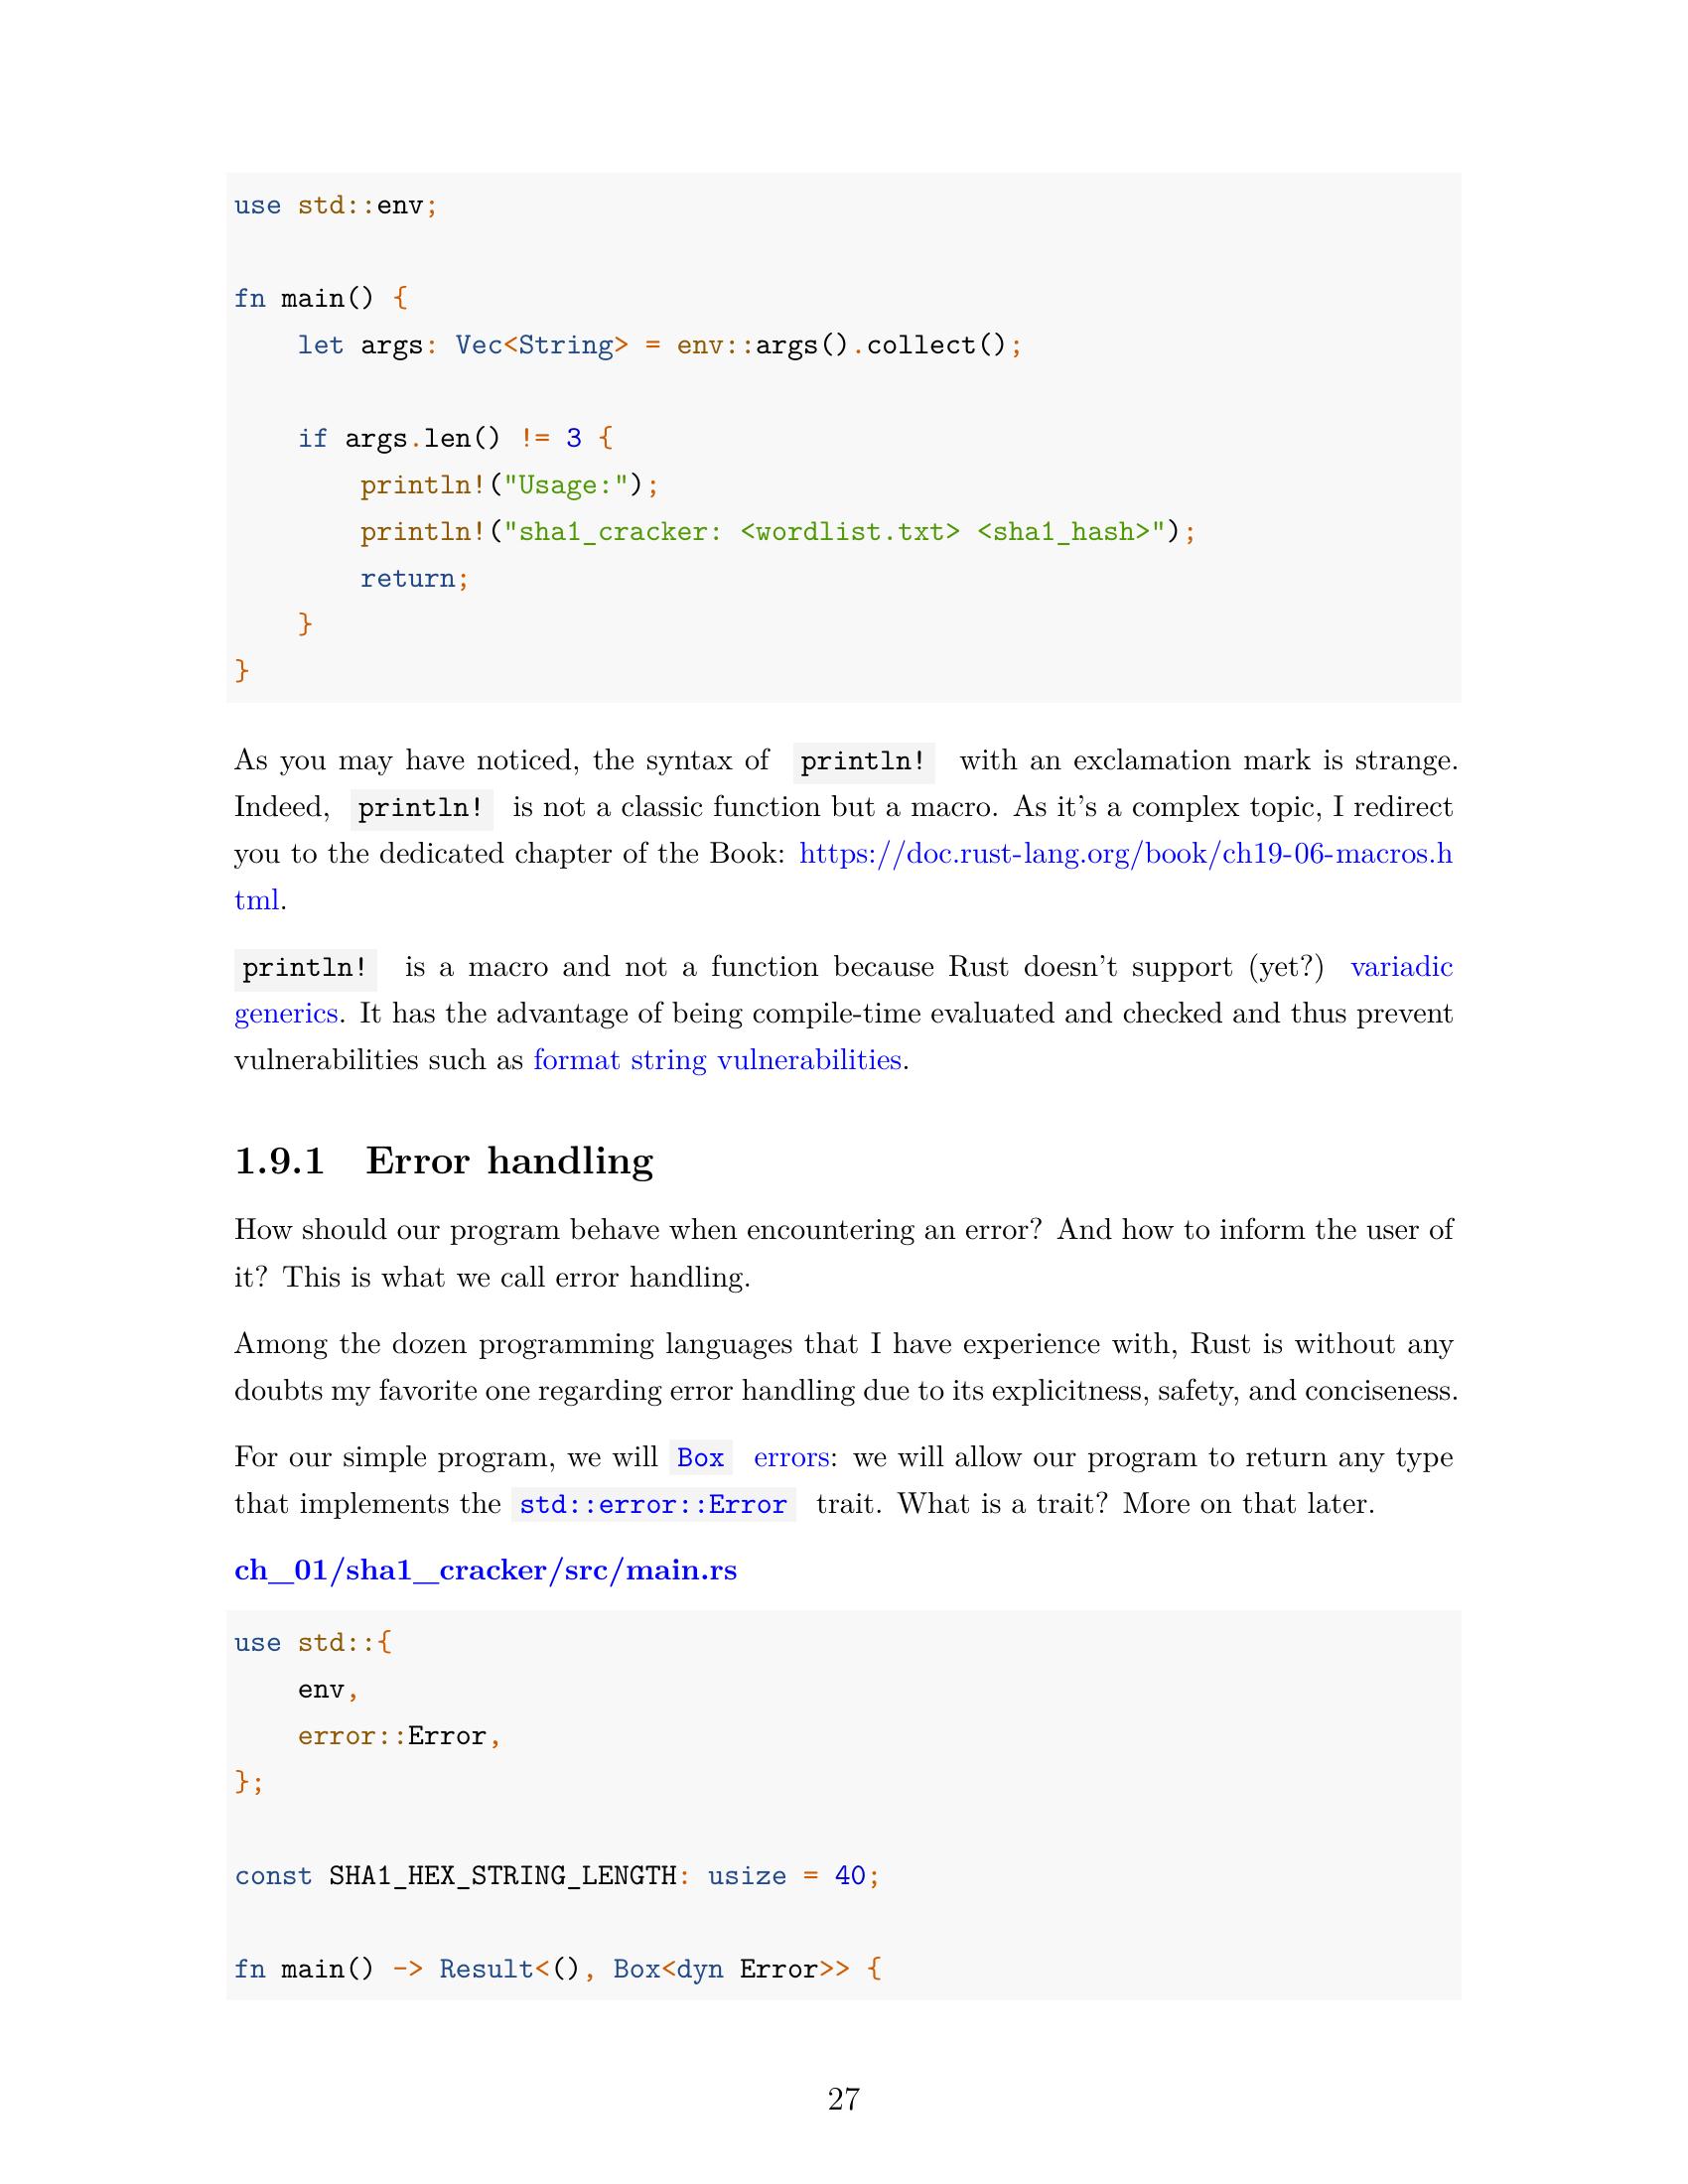 use std::env;
fn main() {
    let args: Vec<String> = env::args().collect();
    if args.len() != 3 {
        println!("Usage:");
        println!("sha1_cracker: <wordlist.txt> <sha1_hash>");
        return;
    }
}
As you may have noticed, the syntax of println! with an exclamation mark is strange.
Indeed, println! is not a classic function but a macro. As it's a complex topic, I redirect
you to the dedicated chapter of the Book: https://doc.rust-lang.org/book/ch19-06-macros.h
tml.
println! is a macro and not a function because Rust doesn't support (yet?) variadic
generics. It has the advantage of being compile-time evaluated and checked and thus prevent
vulnerabilities such as format string vulnerabilities.
1.9.1 Error handling
How should our program behave when encountering an error? And how to inform the user of
it? This is what we call error handling.
Among the dozen programming languages that I have experience with, Rust is without any
doubts my favorite one regarding error handling due to its explicitness, safety, and conciseness.
For our simple program, we will Box errors: we will allow our program to return any type
that implements the std::error::Error trait. What is a trait? More on that later.
ch_01/sha1_cracker/src/main.rs
use std::{
    env,
    error::Error,
};
const SHA1_HEX_STRING_LENGTH: usize = 40;
fn main() -> Result<(), Box<dyn Error>> {
27